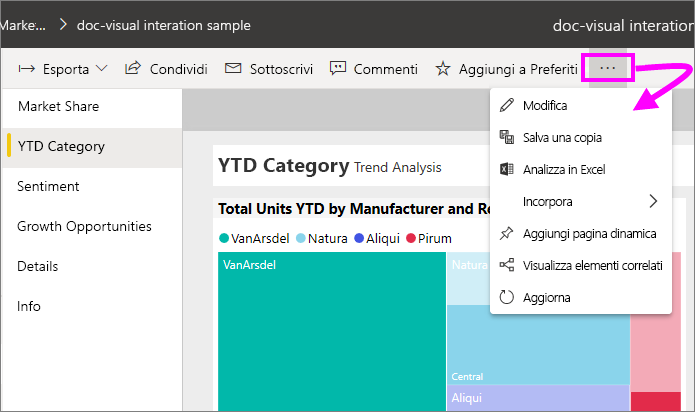 Marke... > doc-visual interation sample
doc-visual interation
Esporta Condividi Sottoscrivi Commenti Aggiungi a Preferiti ...
Market Share
YTD Category
Sentiment
Growth Opportunities
Details
Info
Modifica
Salva una copia
Analizza in Excel
Incorpora
Aggiungi pagina dinamica
Visualizza elementi correlati
Aggiorna
YTD Category Trend Analysis
Total Units YTD by Manufacturer and Re
VanArsdel Natura Aliqui Pirum
VanArsdel
Natura
Central
Aliqui